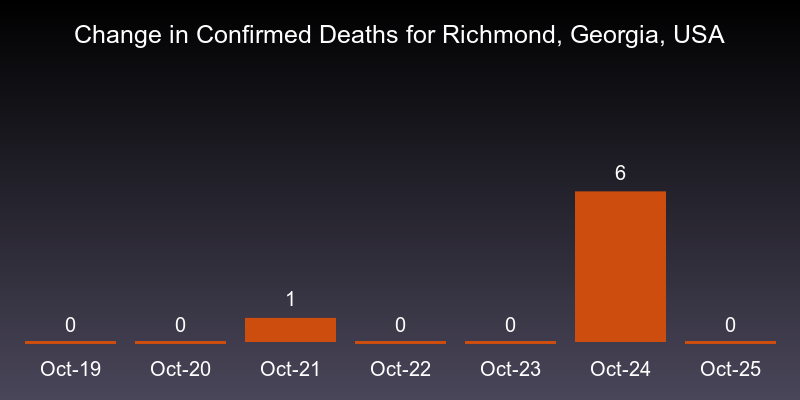 Change in Confirmed Deaths for Richmond, Georgia, USA
6
1
0 0 0 0 0
Oct-19 Oct-20 Oct-21 Oct-22 Oct-23 Oct-24 Oct-25